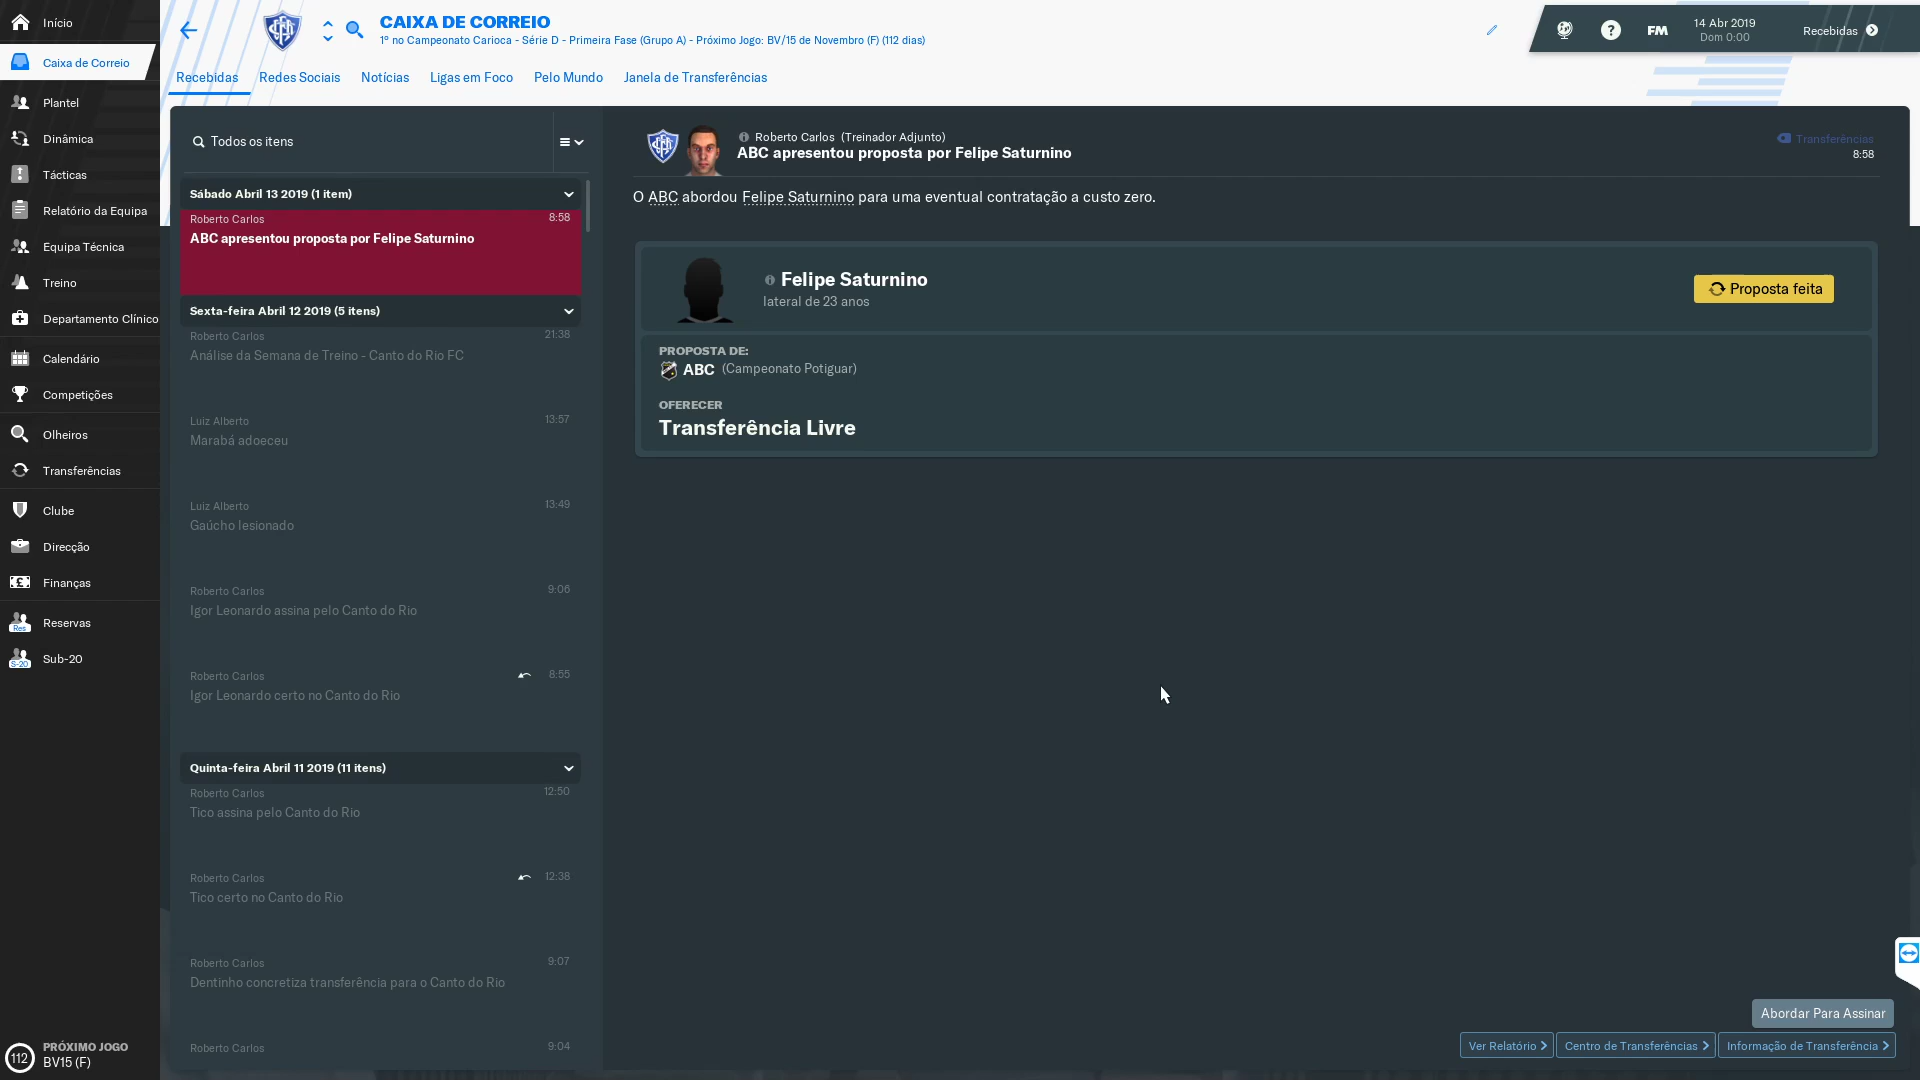 Início
Caixa de Correio
Plantel
Dinâmica
Tácticas
Relatório da Equipa
Equipa Técnica
Treino
Departamento Clínico
Calendário
Competições
Olheiros
Transferências
Clube
Direcção
Finanças
Res
Reservas
S-20
Sub-20
112
PRÓXIMO JOGO
BV15 (F)
CAIXA DE CORREIO
1º no Campeonato Carioca - Série D - Primeira Fase (Grupo A) - Próximo Jogo: BV/15 de Novembro (F) (112 dias)
?
FM
14 Abr 2019
Dom 0:00
Recebidas
Recebidas
Redes Sociais
Notícias
Ligas em Foco
Pelo Mundo
Janela de Transferências
Todos os itens
Sábado Abril 13 2019 (1 item)
Roberto Carlos 8:58
ABC apresentou proposta por Felipe Saturnino
Sexta-feira Abril 12 2019 (5 itens)
Roberto Carlos 21:38
Análise da Semana de Treino - Canto do Rio FC
Luiz Alberto 13:57
Marabá adoeceu
Luiz Alberto 13:49
Gaúcho lesionado
Roberto Carlos 9:06
Igor Leonardo assina pelo Canto do Rio
Roberto Carlos 8:55
Igor Leonardo certo no Canto do Rio
Quinta-feira Abril 11 2019 (11 itens)
Roberto Carlos 12:50
Tico assina pelo Canto do Rio
Roberto Carlos 12:38
Tico certo no Canto do Rio
Roberto Carlos 9:07
Dentinho concretiza transferência para o Canto do Rio
Roberto Carlos 9:04
Roberto Carlos (Treinador Adjunto)
Transferências
ABC apresentou proposta por Felipe Saturnino
8:58
O ABC abordou Felipe Saturnino para uma eventual contratação a custo zero.
Felipe Saturnino
lateral de 23 anos
Proposta feita
PROPOSTA DE:
ABC (Campeonato Potiguar)
OFERECER
Transferência Livre
Abordar Para Assinar
Ver Relatório
Centro de Transferências
Informação de Transferência